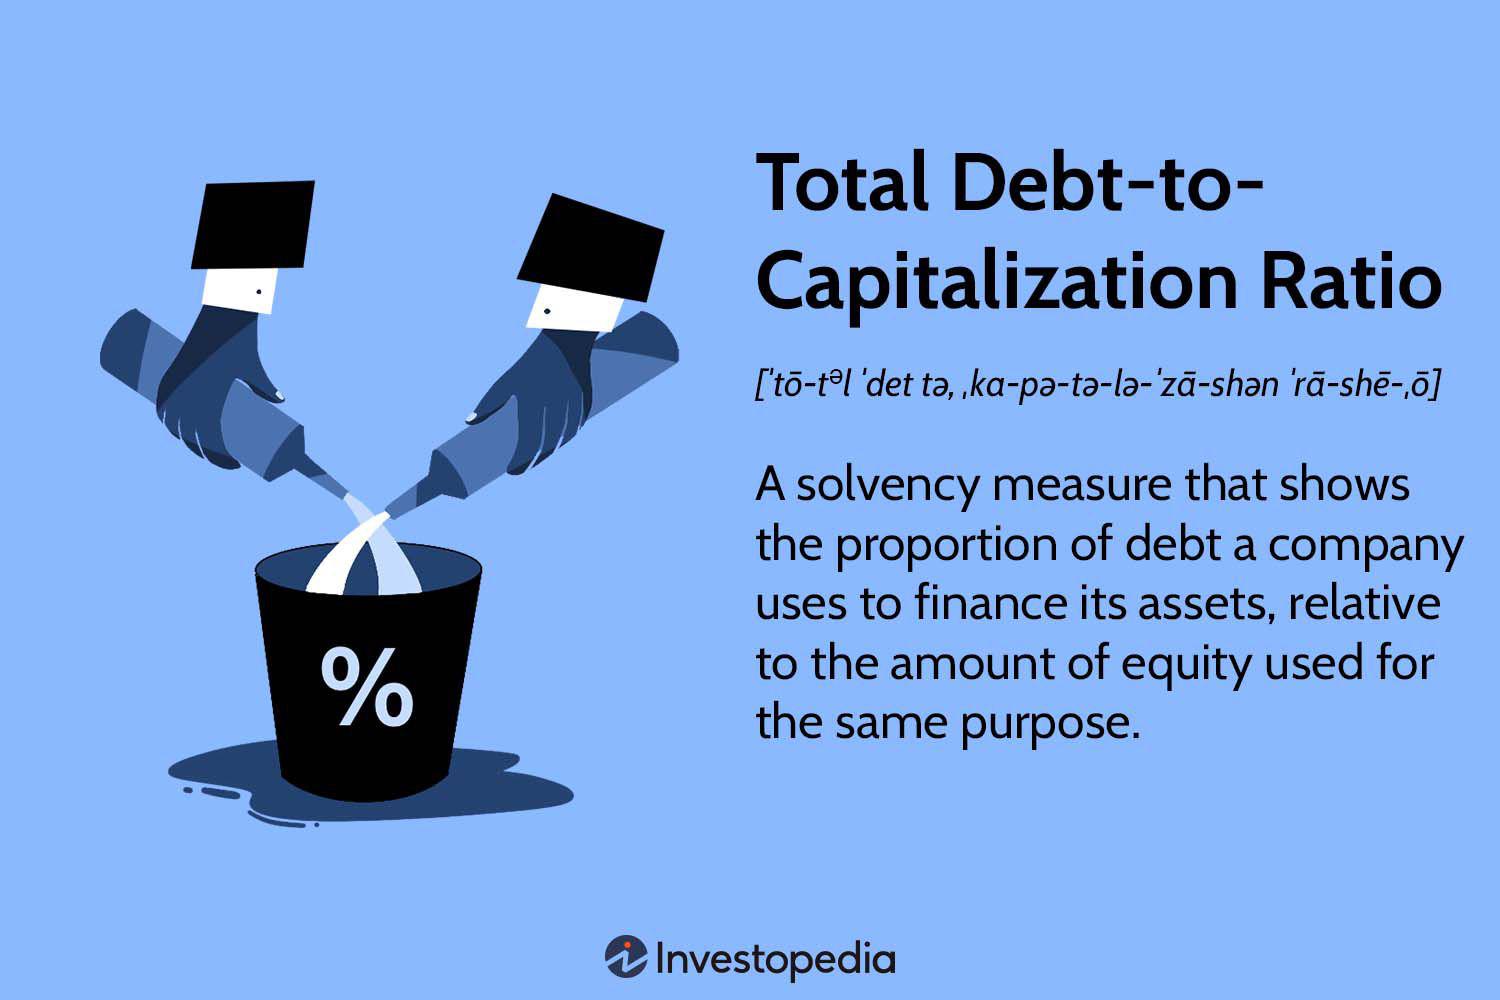 Total Debt-to-
Capitalization Ratio
[ˈtō-tᵊl ˈdet tə, ˌka-pə-tə-lə-ˈzā-shən ˈrā-shē-ˌō]
A solvency measure that shows
the proportion of debt a company
uses to finance its assets, relative
to the amount of equity used for
the same purpose.
%
Investopedia